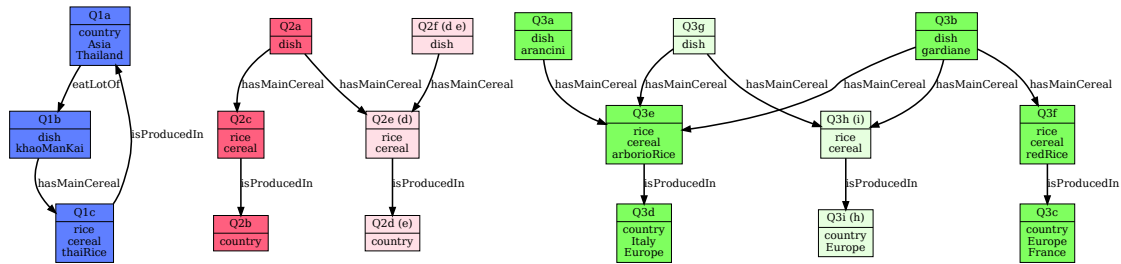 Q1a
country
Asia
Thailand
eatLotOf
isProducedIn
Q1b
dish
khaoManKai
hasMainCereal
Q1c
rice
cereal
thaiRice
Q2a
dish
Q2f (d e)
dish
hasMainCereal
hasMainCereal
hasMainCereal
Q2c
rice
cereal
Q2e (d)
rice
cereal
isProducedIn
isProducedIn
Q2b
country
Q2d (e)
country
Q3a
dish
arancini
Q3g
dish
Q3b
dish
gardiane
hasMainCereal
hasMainCereal
hasMainCereal
hasMainCereal
hasMainCereal
hasMainCereal
Q3e
rice
cereal
arborioRice
Q3h (i)
rice
cereal
Q3f
rice
cereal
redRice
isProducedIn
isProducedIn
isProducedIn
Q3d
country
Italy
Europe
Q3i (h)
country
Europe
Q3c
country
Europe
France